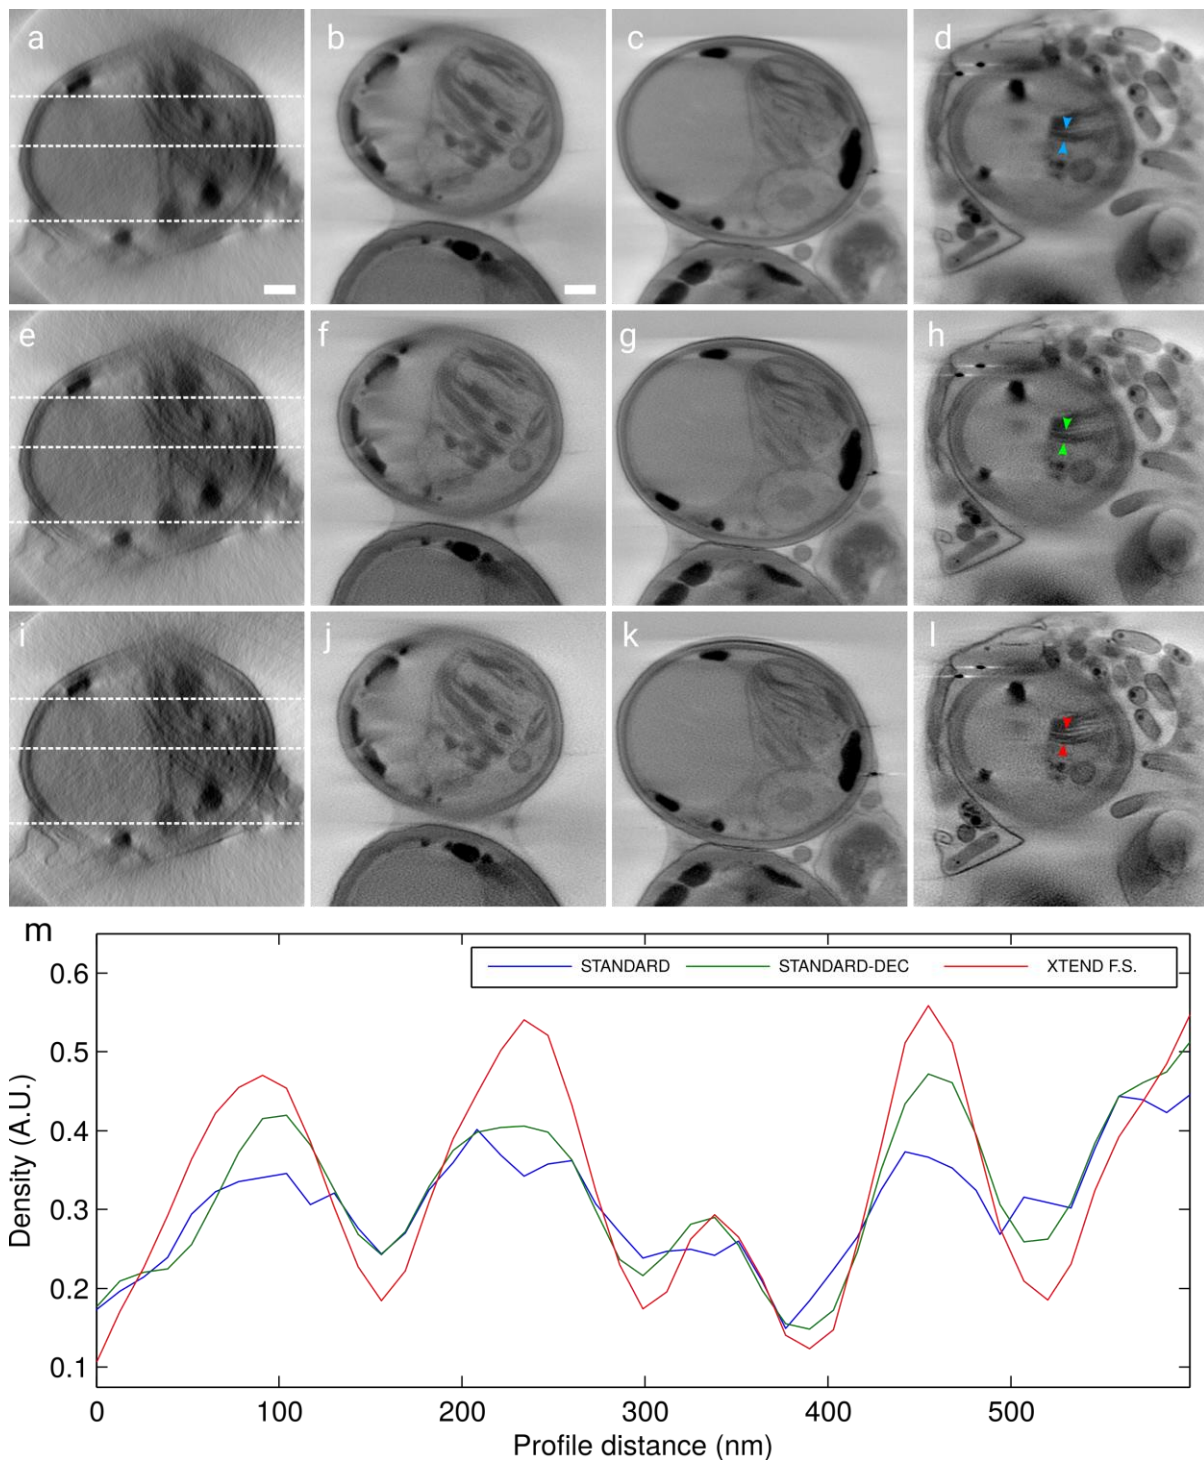 a b c d
e f g h
i j k l
m
STANDARD STANDARD-DEC XTEND F.S.
0.6
0.5
0.4
0.3
0.2
0.1
Density (A.U.)
0 100 200 300 400 500
Profile distance (nm)